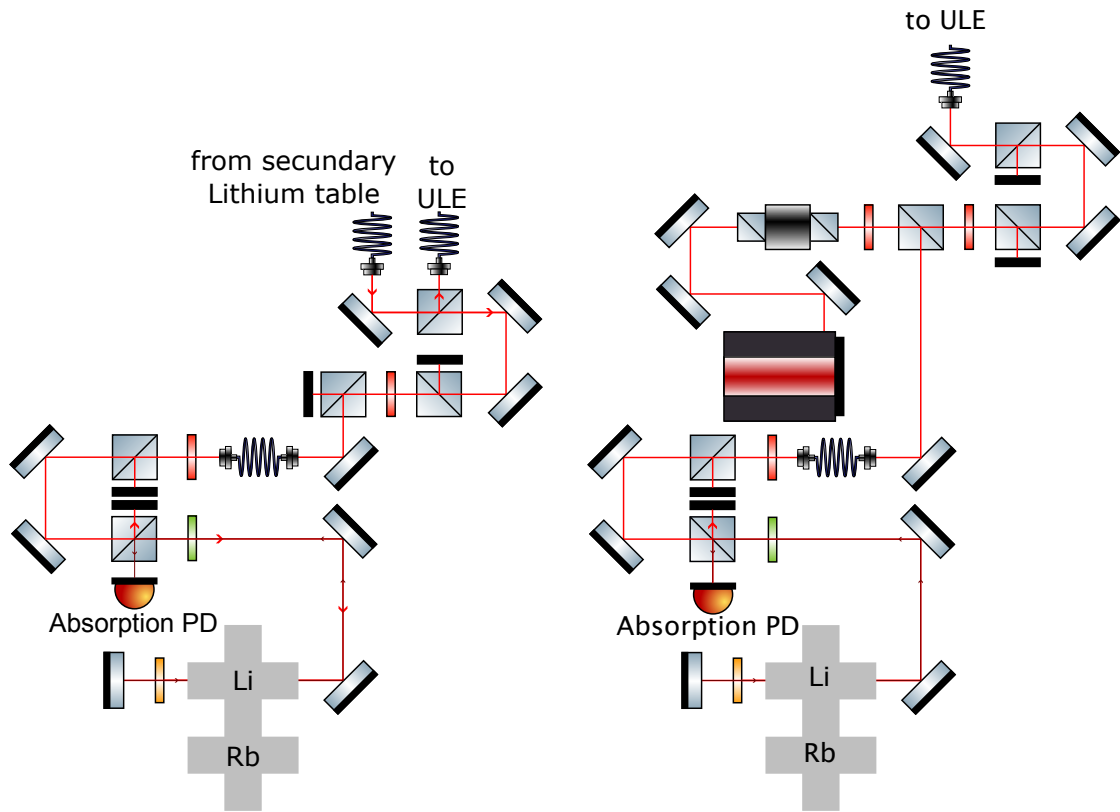 to ULE
from secundary
Lithium table
to
ULE
Absorption PD
Absorption PD
Li
Li
Rb
Rb